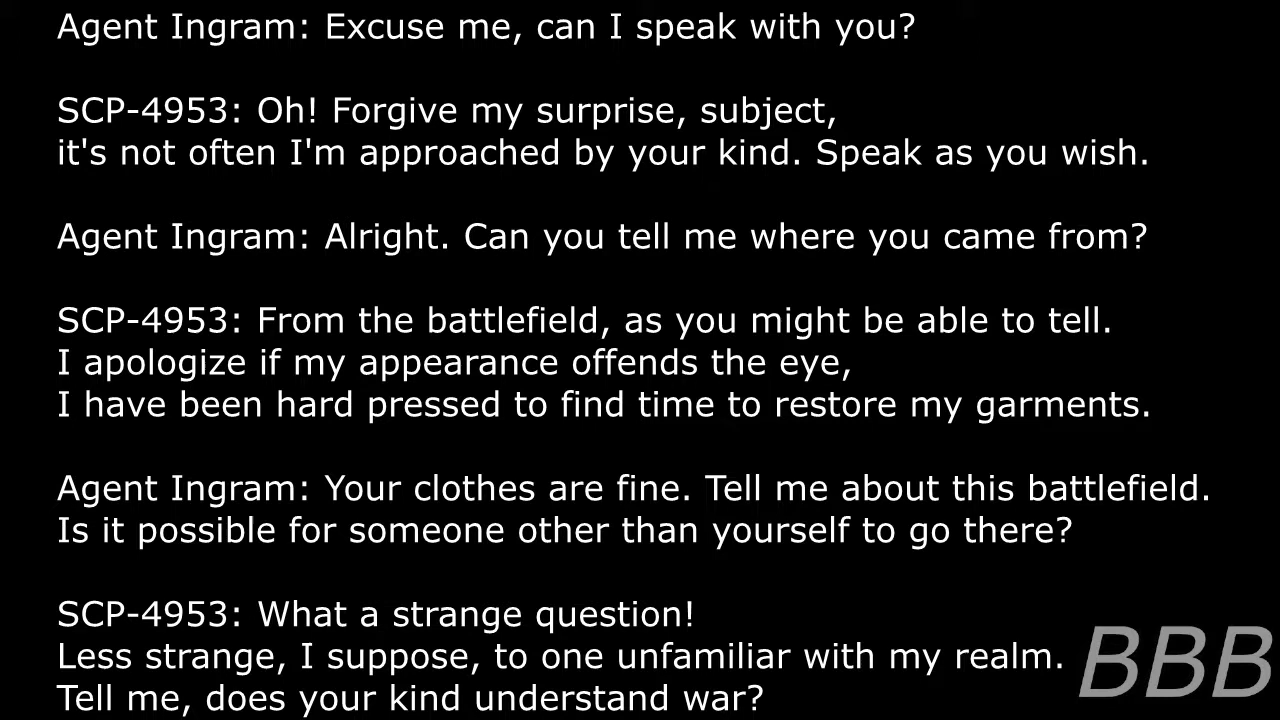 Agent Ingram: Excuse me, can I speak with you?
SCP-4953: Oh! Forgive my surprise, subject,
it's not often I'm approached by your kind. Speak as you wish.
Agent Ingram: Alright. Can you tell me where you came from?
SCP-4953: From the battlefield, as you might be able to tell.
I apologize if my appearance offends the eye,
I have been hard pressed to find time to restore my garments.
Agent Ingram: Your clothes are fine. Tell me about this battlefield.
Is it possible for someone other than yourself to go there?
SCP-4953: What a strange question!
Less strange, I suppose, to one unfamiliar with my realm.
Tell me, does your kind understand war?
BBB